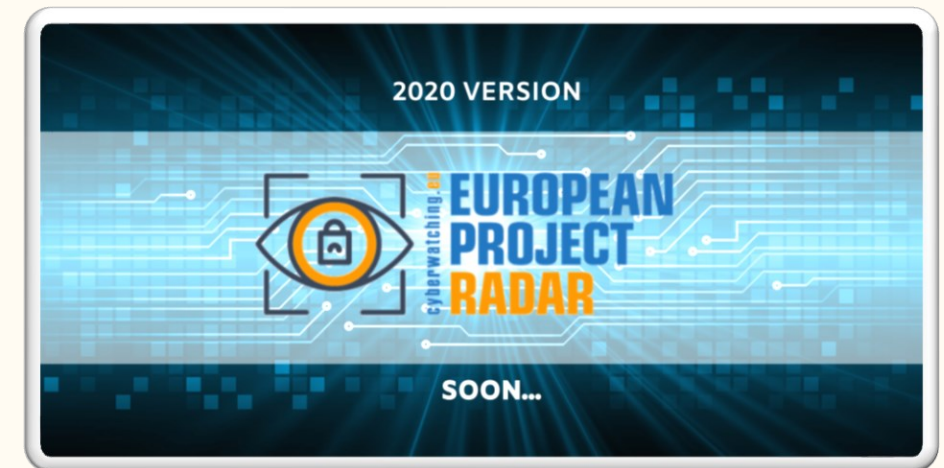 2020 VERSION
cyberwatching.eu
EUROPEAN
PROJECT
RADAR
SOON...